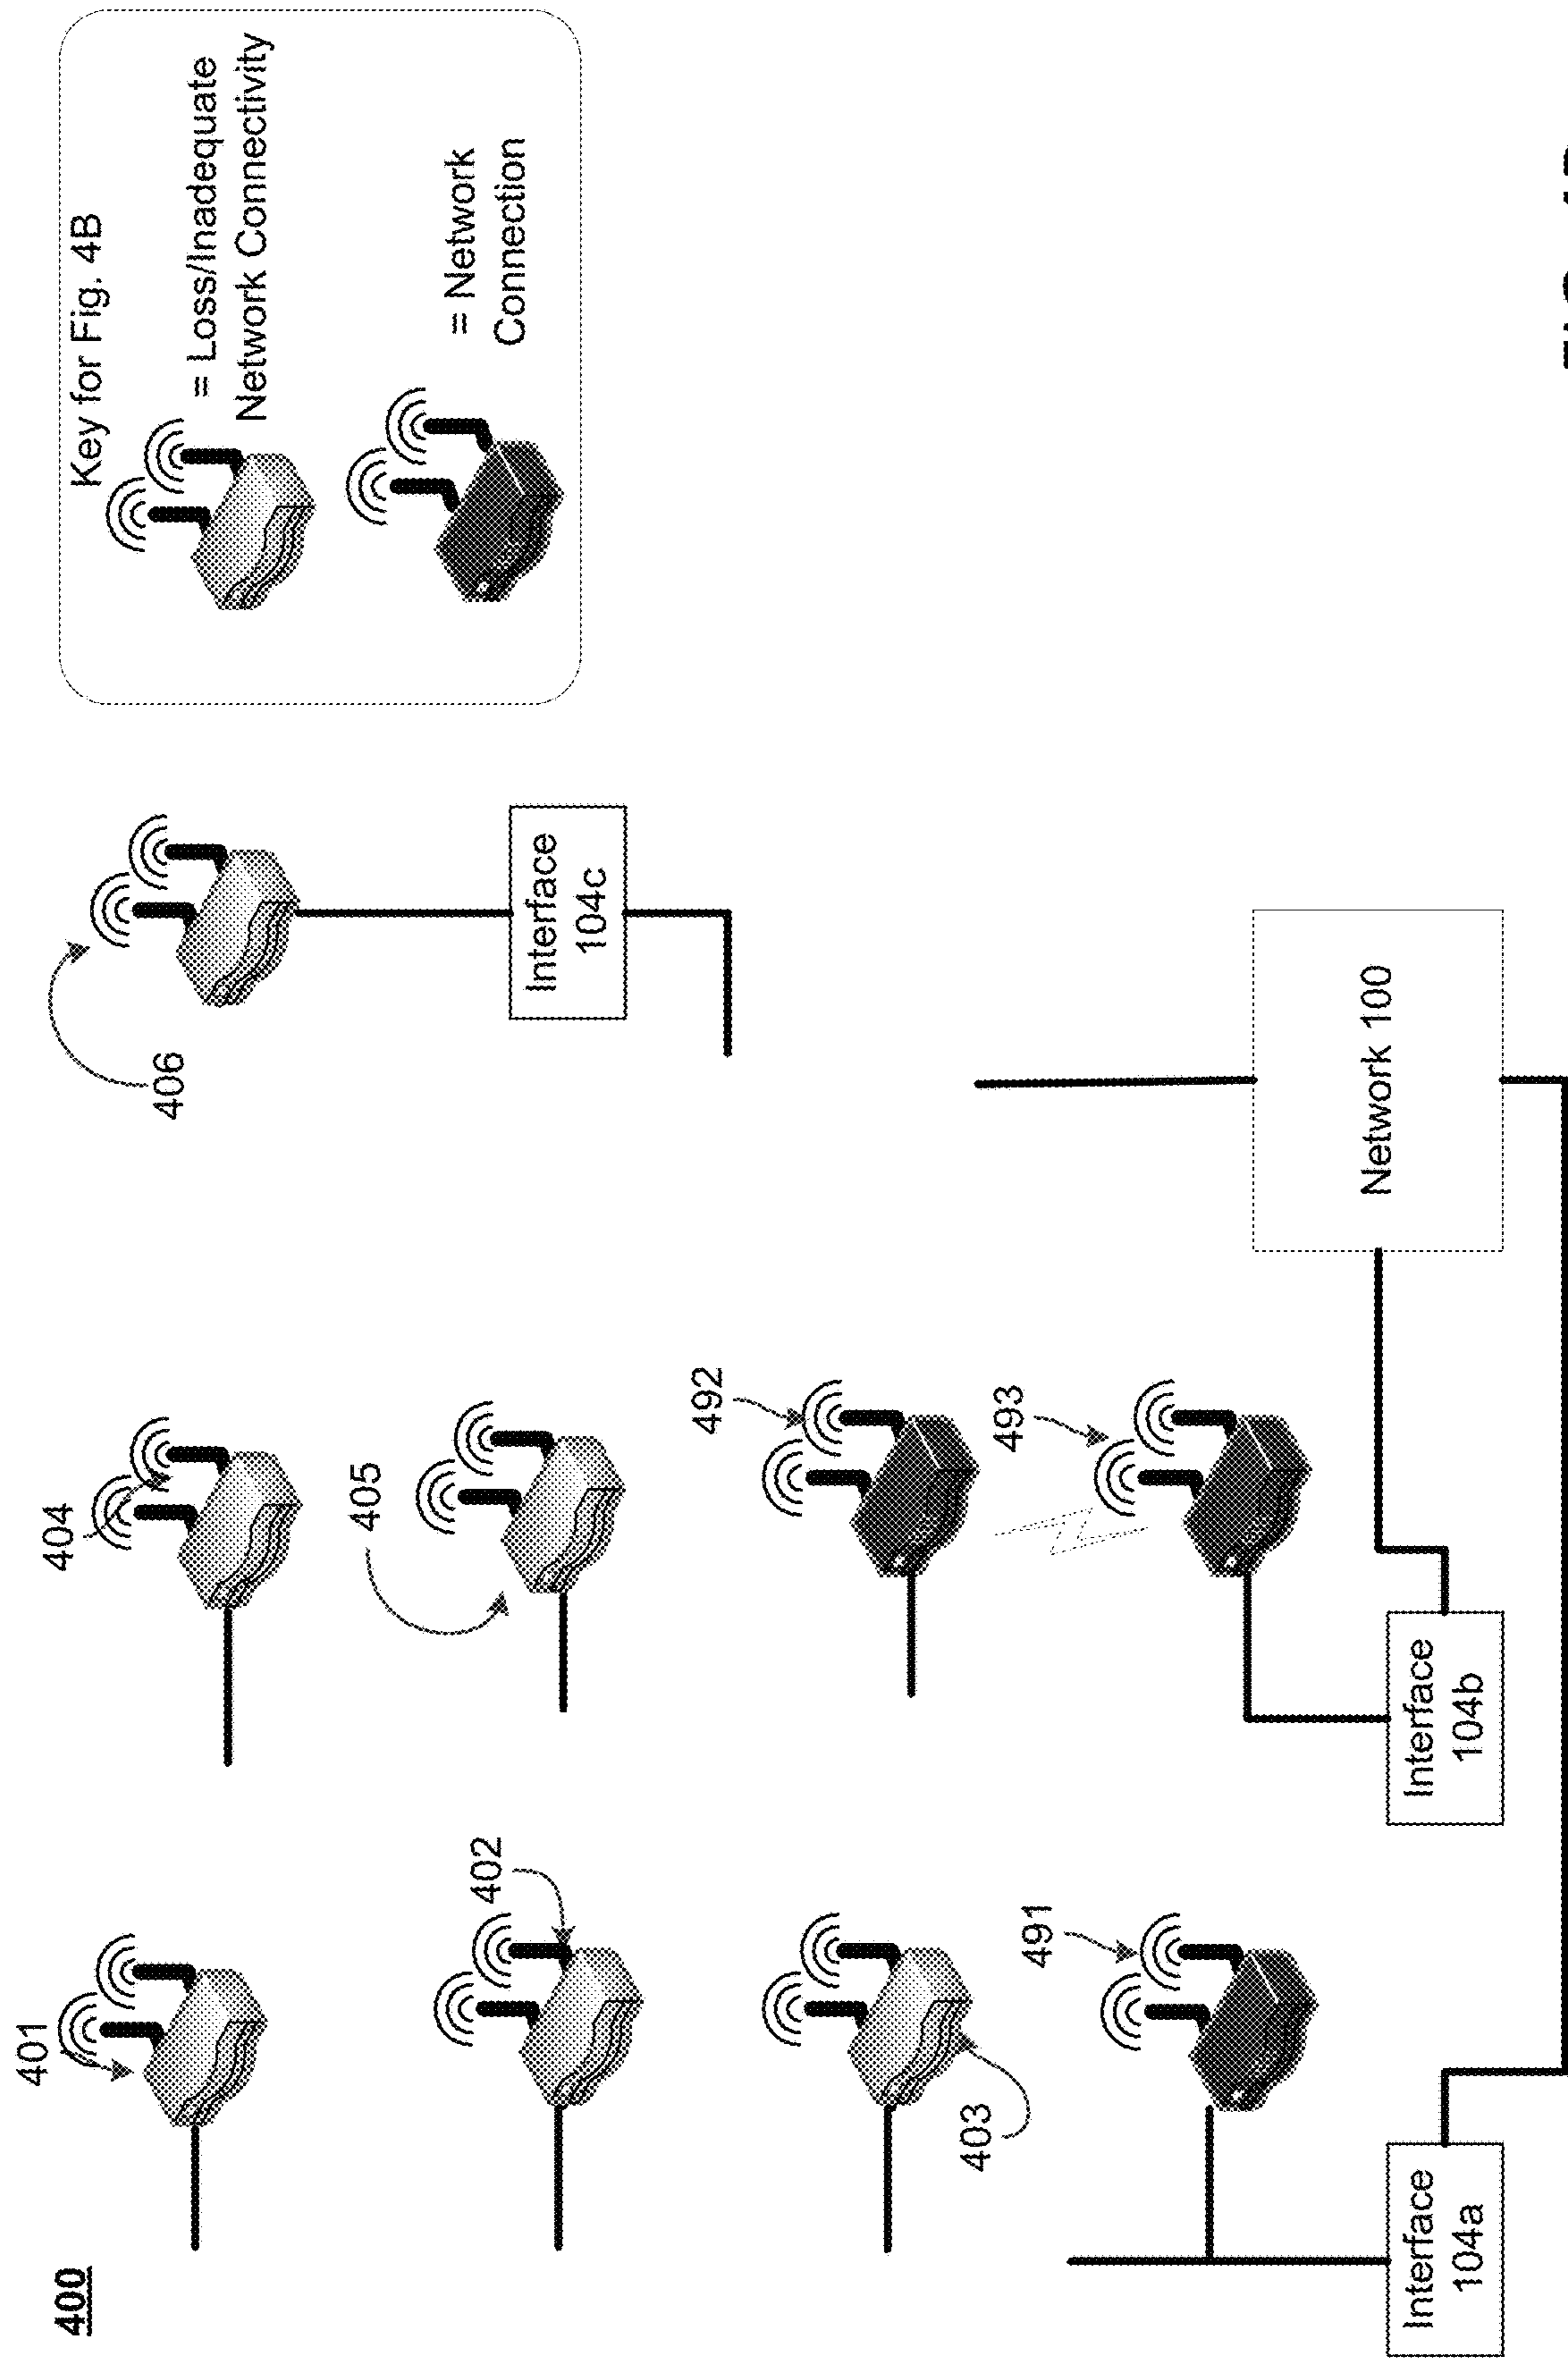 400
401
404
406
Key for Fig. 4B
= Loss/Inadequate
Network Connectivity
= Network
Connection
402
405
Interface
104c
403
491
492
493
Interface
104a
Interface
104b
Network 100